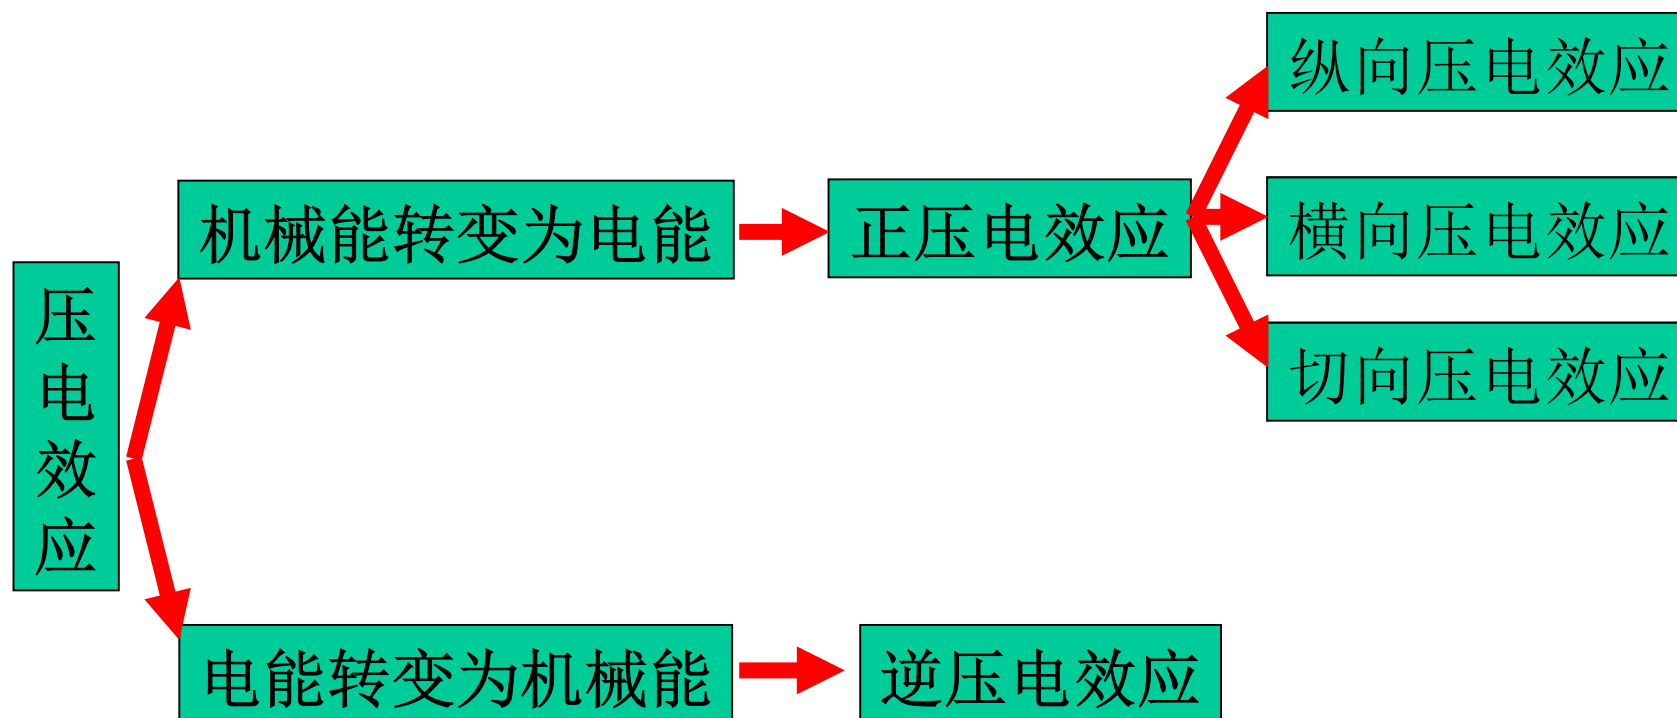 压电效应
机械能转变为电能
正压电效应
纵向压电效应
横向压电效应
切向压电效应
电能转变为机械能
逆压电效应